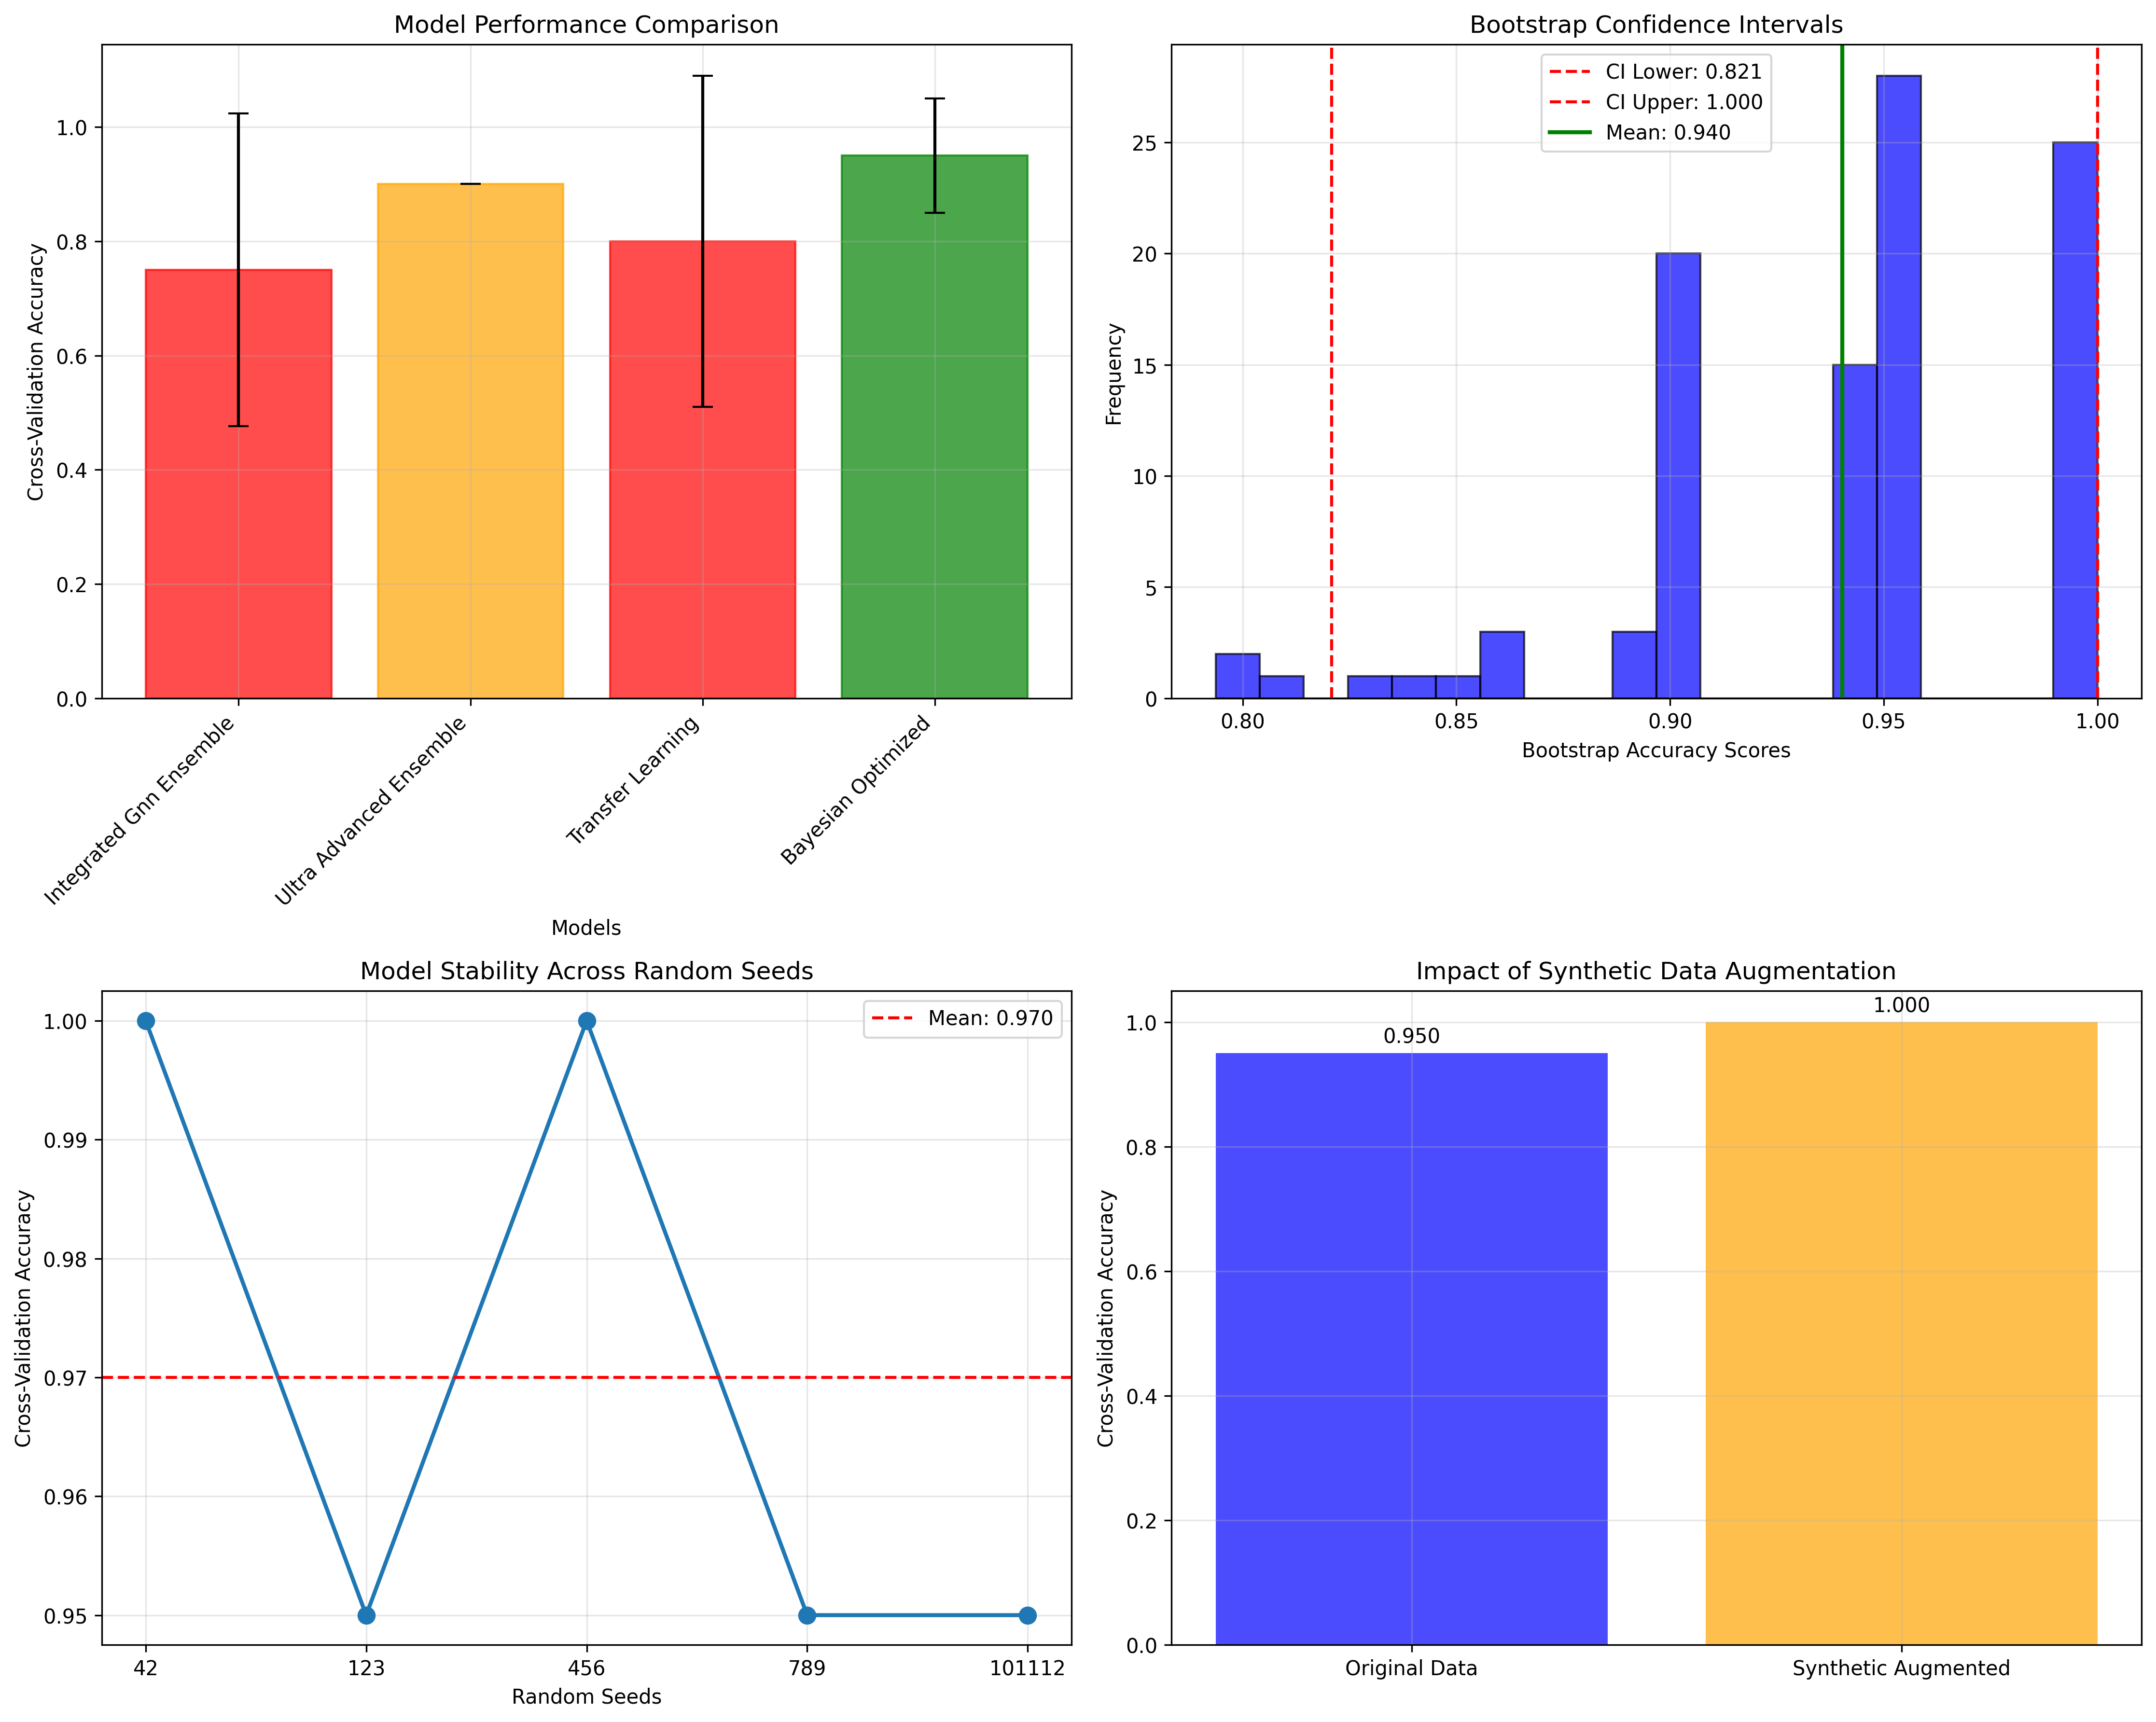 Model Performance Comparison
Cross-Validation Accuracy
1.0
0.8
0.6
0.4
0.2
0.0
Integrated Gnn Ensemble
Ultra Advanced Ensemble
Transfer Learning
Bayesian Optimized
Models
Bootstrap Confidence Intervals
CI Lower: 0.821
CI Upper: 1.000
Mean: 0.940
Frequency
25
20
15
10
5
0
0.80 0.85 0.90 0.95 1.00
Bootstrap Accuracy Scores
Model Stability Across Random Seeds
Mean: 0.970
Cross-Validation Accuracy
1.00
0.99
0.98
0.97
0.96
0.95
42 123 456 789 101112
Random Seeds
Impact of Synthetic Data Augmentation
0.950
1.000
Cross-Validation Accuracy
1.0
0.8
0.6
0.4
0.2
0.0
Original Data Synthetic Augmented